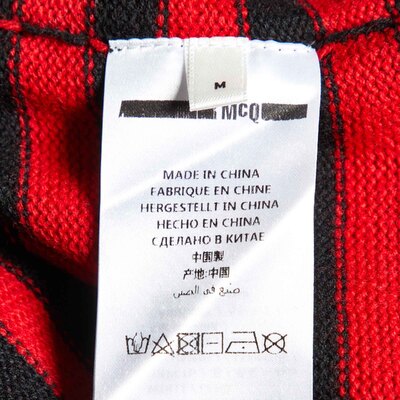 M
McQ
MADE IN CHINA
FABRIQUE EN CHINE
HERGESTELLT IN CHINA
HECHO EN CHINA
СДЕЛАНО В КИТАЕ
中国製
产地:中国
صنع في الصين